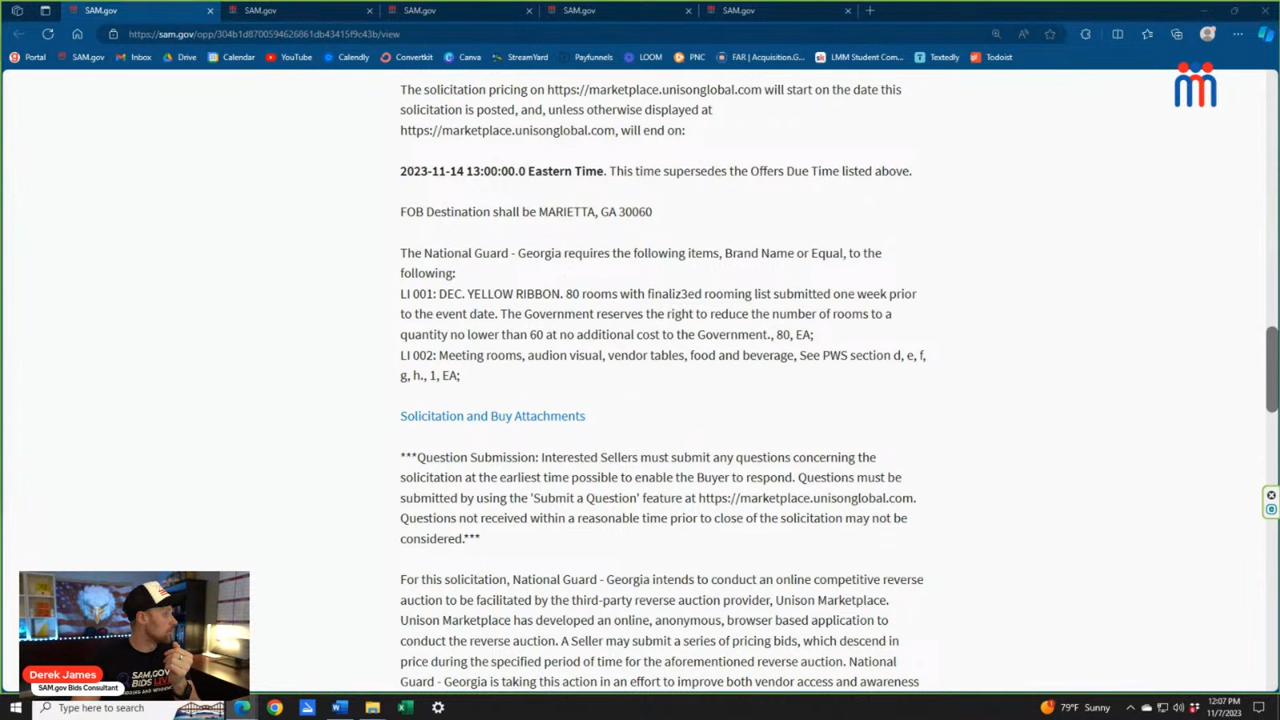 SAM.gov
SAM.gov
SAM.gov
SAM.gov
SAM.gov
https://sam.gov/opp/304b1d8700594626861db43415f9c43b/view
Portal SAM.gov Inbox Drive Calendar YouTube Calendly Convertkit Canva StreamYard Payfunnels LOOM PNC FAR | Acquisition.G... LMM Student Com... Textedly Todoist
The solicitation pricing on https://marketplace.unisonglobal.com will start on the date this
solicitation is posted, and, unless otherwise displayed at
https://marketplace.unisonglobal.com, will end on:
2023-11-14 13:00:00.0 Eastern Time. This time supersedes the Offers Due Time listed above.
FOB Destination shall be MARIETTA, GA 30060
The National Guard - Georgia requires the following items, Brand Name or Equal, to the
following:
LI 001: DEC. YELLOW RIBBON. 80 rooms with finaliz3ed rooming list submitted one week prior
to the event date. The Government reserves the right to reduce the number of rooms to a
quantity no lower than 60 at no additional cost to the Government., 80, EA;
LI 002: Meeting rooms, audion visual, vendor tables, food and beverage, See PWS section d, e, f,
g, h., 1, EA;
Solicitation and Buy Attachments
***Question Submission: Interested Sellers must submit any questions concerning the
solicitation at the earliest time possible to enable the Buyer to respond. Questions must be
submitted by using the 'Submit a Question' feature at https://marketplace.unisonglobal.com.
Questions not received within a reasonable time prior to close of the solicitation may not be
considered.***
For this solicitation, National Guard - Georgia intends to conduct an online competitive reverse
auction to be facilitated by the third-party reverse auction provider, Unison Marketplace.
Unison Marketplace has developed an online, anonymous, browser based application to
conduct the reverse auction. A Seller may submit a series of pricing bids, which descend in
price during the specified period of time for the aforementioned reverse auction. National
Guard - Georgia is taking this action in an effort to improve both vendor access and awareness
SAM.GOV
BIDS LIVE
Derek James
SAM.gov Bids Consultant
Type here to search
79°F Sunny
12:07 PM
11/7/2023